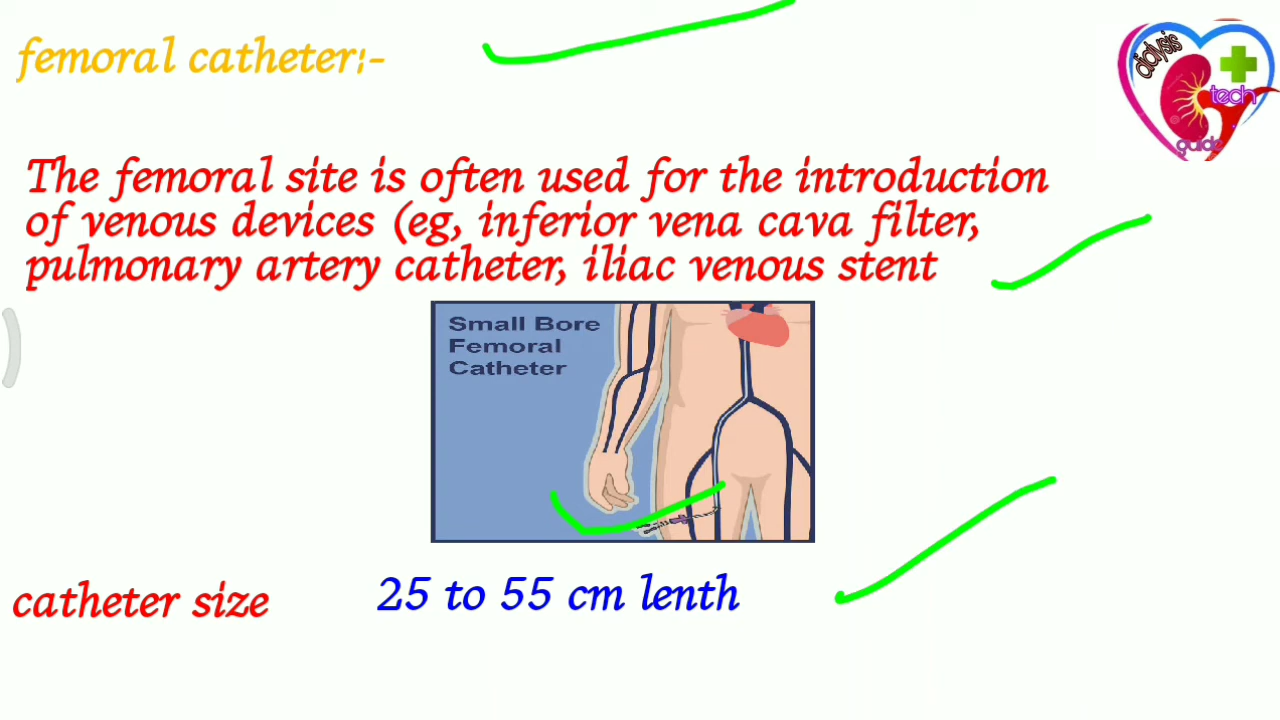 femoral catheter:-
dialysis
tech
guide
The femoral site is often used for the introduction
of venous devices (eg, inferior vena cava filter,
pulmonary artery catheter, iliac venous stent
Small Bore
Femoral
Catheter
catheter size
25 to 55 cm lenth